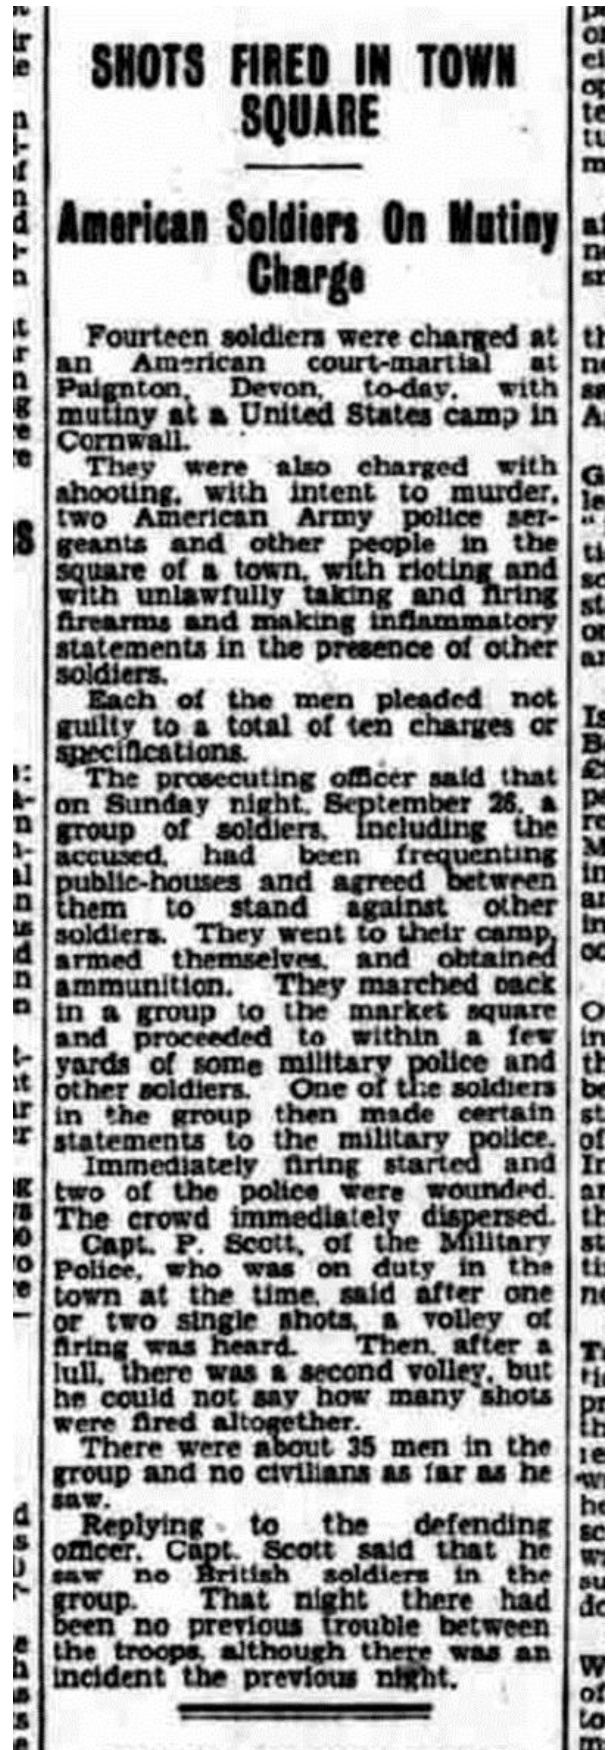 SHOTS FIRED IN TOWN
SQUARE
American Soldiers On Mutiny
Charge
Fourteen soldiers were charged at
an American court-martial at
Paignton, Devon, to-day, with
mutiny at a United States camp in
Cornwall.
They were also charged with
shooting, with intent to murder,
two American Army police ser-
geants and other people in the
square of a town, with rioting and
with unlawfully taking and firing
firearms and making inflammatory
statements in the presence of other
soldiers.
Each of the men pleaded not
guilty to a total of ten charges or
specifications.
The prosecuting officer said that
on Sunday night, September 26, a
group of soldiers, including the
accused, had been frequenting
public-houses and agreed between
them to stand against other
soldiers. They went to their camp,
armed themselves, and obtained
ammunition. They marched back
in a group to the market square
and proceeded to within a few
yards of some military police and
other soldiers. One of the soldiers
in the group then made certain
statements to the military police.
Immediately firing started and
two of the police were wounded.
The crowd immediately dispersed.
Capt. P. Scott, of the Military
Police, who was on duty in the
town at the time, said after one
or two single shots, a volley of
firing was heard. Then, after a
lull, there was a second volley, but
he could not say how many shots
were fired altogether.
There were about 35 men in the
group and no civilians as far as he
saw.
Replying to the defending
officer, Capt. Scott said that he
saw no British soldiers in the
group. That night there had
been no previous trouble between
the troops, although there was an
incident the previous night.